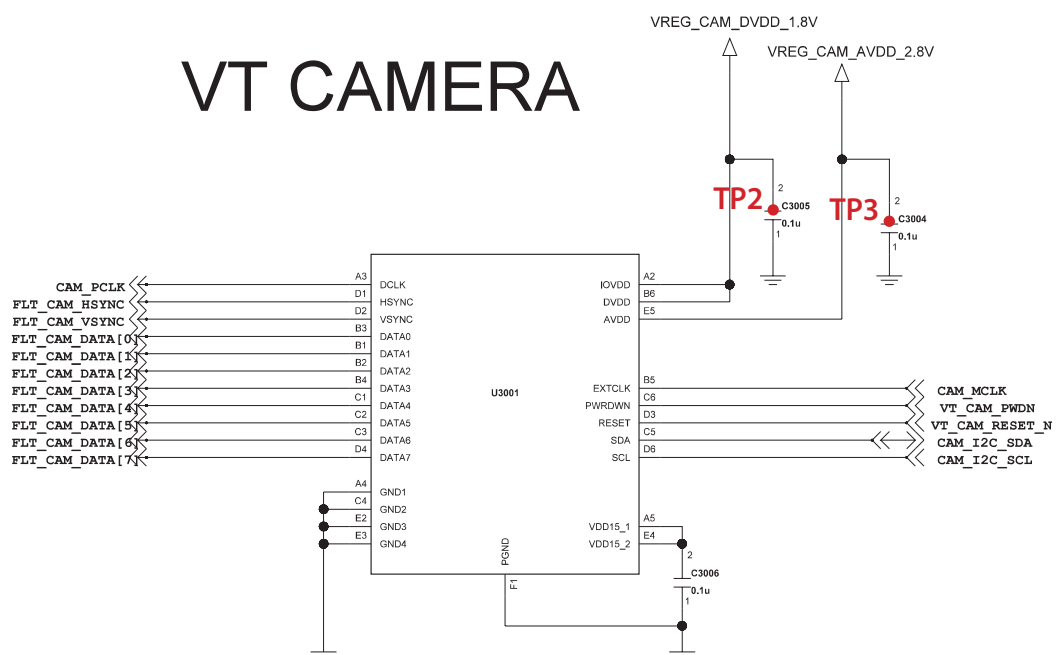 VREG_CAM_DVDD_1.8V
VREG_CAM_AVDD_2.8V
VT CAMERA
TP2
2
C3005
0.1u
1
TP3
2
C3004
0.1u
1
CAM_PCLK
FLT_CAM_HSYNC
FLT_CAM_VSYNC
FLT_CAM_DATA[0]
FLT_CAM_DATA[1]
FLT_CAM_DATA[2]
FLT_CAM_DATA[3]
FLT_CAM_DATA[4]
FLT_CAM_DATA[5]
FLT_CAM_DATA[6]
FLT_CAM_DATA[7]
A3 DCLK
D1 HSYNC
D2 VSYNC
B3 DATA0
B1 DATA1
B2 DATA2
B4 DATA3
C1 DATA4
C2 DATA5
C3 DATA6
D4 DATA7
A4 GND1
C4 GND2
E2 GND3
E3 GND4
U3001
PGND
F1
IOVDD A2
DVDD B6
AVDD E5
EXTCLK B5
PWRDWN C6
RESET D3
SDA C5
SCL D6
VDD15_1 A5
VDD15_2 E4
CAM_MCLK
VT_CAM_PWDN
VT_CAM_RESET_N
CAM_I2C_SDA
CAM_I2C_SCL
2
C3006
0.1u
1